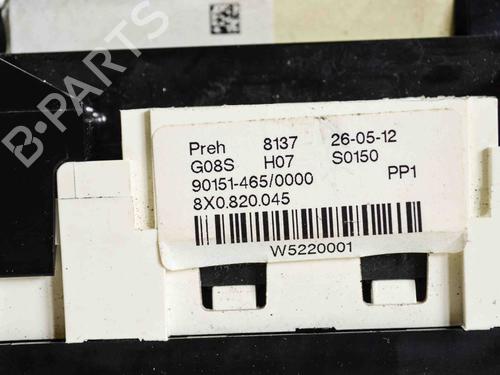 B-PARTS
Preh 8137 26-05-12
G08S H07 S0150
90151-465/0000 PP1
8X0.820.045
W5220001